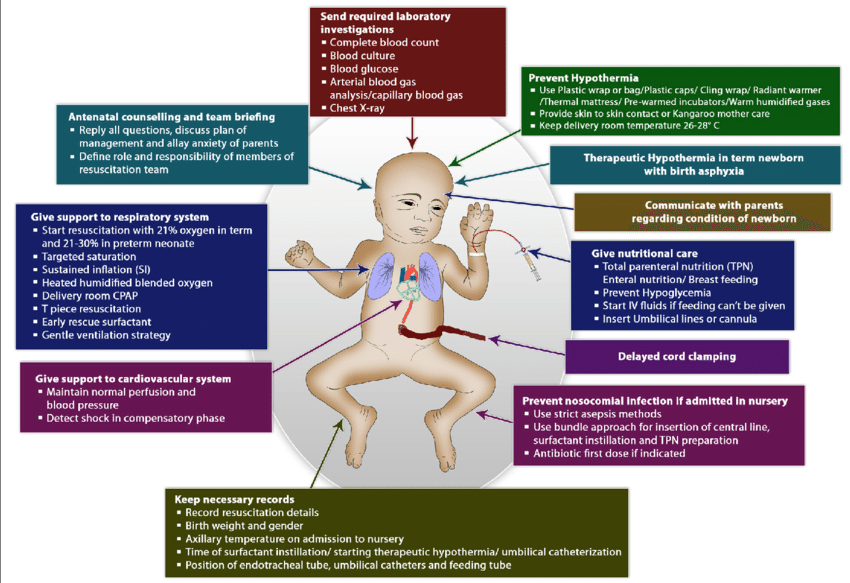 Send required laboratory
investigations
▪ Complete blood count
▪ Blood culture
▪ Blood glucose
▪ Arterial blood gas
analysis/capillary blood gas
▪ Chest X-ray
Prevent Hypothermia
▪ Use Plastic wrap or bag/Plastic caps/ Cling wrap/ Radiant warmer
/Thermal mattress/ Pre-warmed incubators/Warm humidified gases
▪ Provide skin to skin contact or Kangaroo mother care
▪ Keep delivery room temperature 26-28° C
Antenatal counselling and team briefing
▪ Reply all questions, discuss plan of
management and allay anxiety of parents
▪ Define role and responsibility of members of
resuscitation team
Therapeutic Hypothermia in term newborn
with birth asphyxia
Communicate with parents
regarding condition of newborn
Give support to respiratory system
▪ Start resuscitation with 21% oxygen in term
and 21-30% in preterm neonate
▪ Targeted saturation
▪ Sustained inflation (SI)
▪ Heated humidified blended oxygen
▪ Delivery room CPAP
▪ T piece resuscitation
▪ Early rescue surfactant
▪ Gentle ventilation strategy
Give nutritional care
▪ Total parenteral nutrition (TPN)
Enteral nutrition/ Breast feeding
▪ Prevent Hypoglycemia
▪ Start IV fluids if feeding can't be given
▪ Insert Umbilical lines or cannula
Delayed cord clamping
Give support to cardiovascular system
▪ Maintain normal perfusion and
blood pressure
▪ Detect shock in compensatory phase
Prevent nosocomial infection if admitted in nursery
▪ Use strict asepsis methods
▪ Use bundle approach for insertion of central line,
surfactant instillation and TPN preparation
▪ Antibiotic first dose if indicated
Keep necessary records
▪ Record resuscitation details
▪ Birth weight and gender
▪ Axillary temperature on admission to nursery
▪ Time of surfactant instillation/ starting therapeutic hypothermia/ umbilical catheterization
▪ Position of endotracheal tube, umbilical catheters and feeding tube